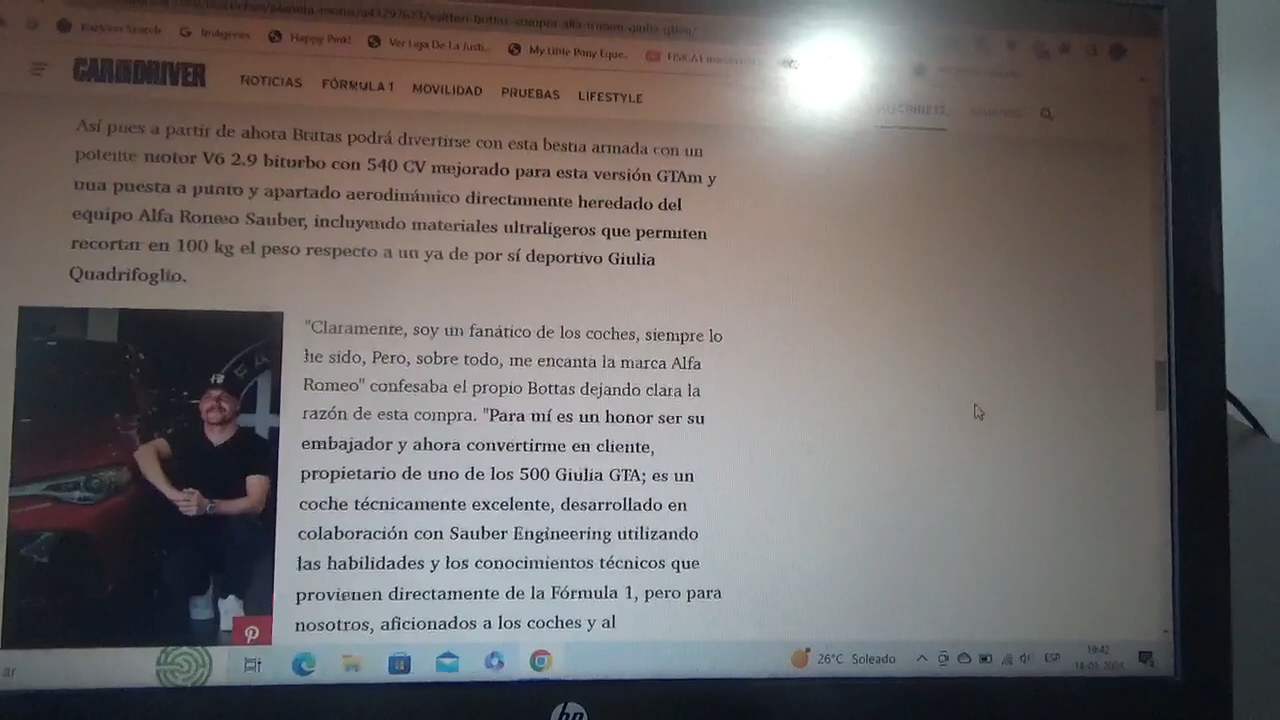 Imágenes
Happy Pink!
Ver Liga De La Justi...
My Little Pony Eque...
CAR AND DRIVER
NOTICIAS FÓRMULA 1 MOVILIDAD PRUEBAS LIFESTYLE
Así pues a partir de ahora Bottas podrá divertirse con esta bestia armada con un
potente motor V6 2.9 biturbo con 540 CV mejorado para esta versión GTAm y
una puesta a punto y apartado aerodinámico directamente heredado del
equipo Alfa Romeo Sauber, incluyendo materiales ultraligeros que permiten
recortar en 100 kg el peso respecto a un ya de por sí deportivo Giulia
Quadrifoglio.
"Claramente, soy un fanático de los coches, siempre lo
he sido, Pero, sobre todo, me encanta la marca Alfa
Romeo" confesaba el propio Bottas dejando clara la
razón de esta compra. "Para mí es un honor ser su
embajador y ahora convertirme en cliente,
propietario de uno de los 500 Giulia GTA; es un
coche técnicamente excelente, desarrollado en
colaboración con Sauber Engineering utilizando
las habilidades y los conocimientos técnicos que
provienen directamente de la Fórmula 1, pero para
nosotros, aficionados a los coches y al
ar
26°C Soleado
ESP
hp